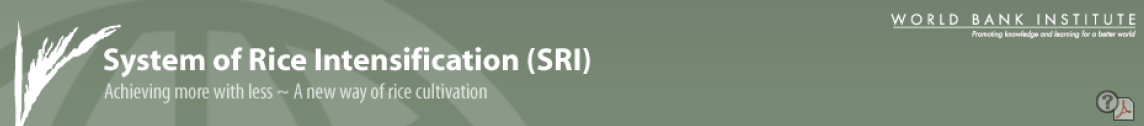 System of Rice Intensification (SRI)
Achieving more with less ~ A new way of rice cultivation
WORLD BANK INSTITUTE
Promoting knowledge and learning for a better world
?